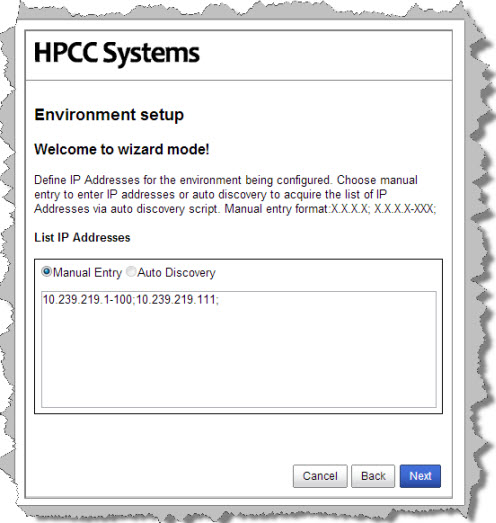 HPCC Systems
Environment setup
Welcome to wizard mode!
Define IP Addresses for the environment being configured. Choose manual
entry to enter IP addresses or auto discovery to acquire the list of IP
Addresses via auto discovery script. Manual entry format:X.X.X.X; X.X.X.X-XXX;
List IP Addresses
Manual Entry Auto Discovery
10.239.219.1-100;10.239.219.111;
Cancel Back Next